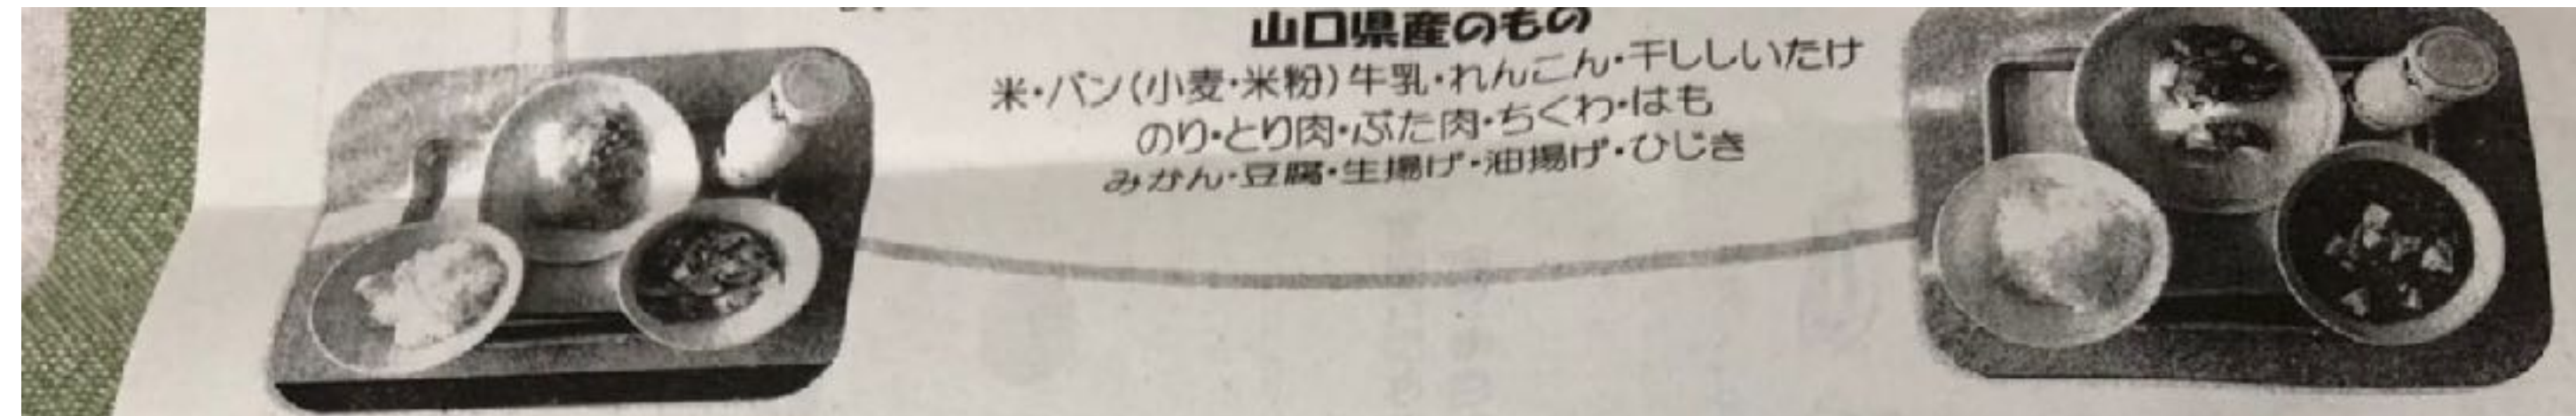 山口県産のもの
米・パン(小麦・米粉)牛乳・れんこん・干ししいたけ
のり・とり肉・ぶた肉・ちくわ・はも
みかん・豆腐・生揚げ・油揚げ・ひじき